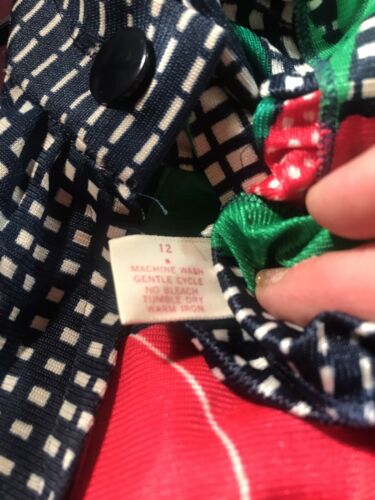 12
*
MACHINE WASH
GENTLE CYCLE
NO BLEACH
TUMBLE DRY
WARM IRON